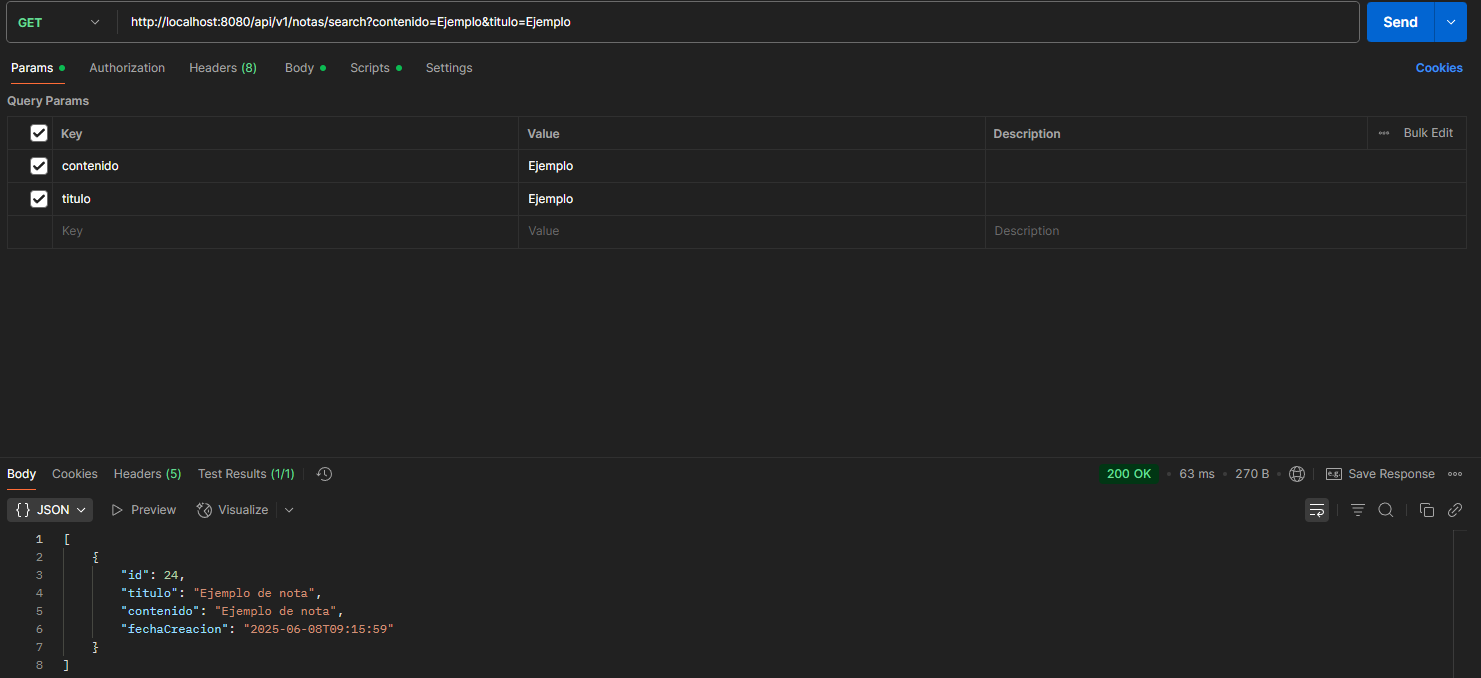 GET http://localhost:8080/api/v1/notas/search?contenido=Ejemplo&titulo=Ejemplo Send
Params Authorization Headers (8) Body Scripts Settings Cookies
Query Params
Key Value Description Bulk Edit
contenido Ejemplo
titulo Ejemplo
Key Value Description
Body Cookies Headers (5) Test Results (1/1) 200 OK 63 ms 270 B e.g. Save Response
{} JSON Preview Visualize
1 [
2 {
3 "id": 24,
4 "titulo": "Ejemplo de nota",
5 "contenido": "Ejemplo de nota",
6 "fechaCreacion": "2025-06-08T09:15:59"
7 }
8 ]